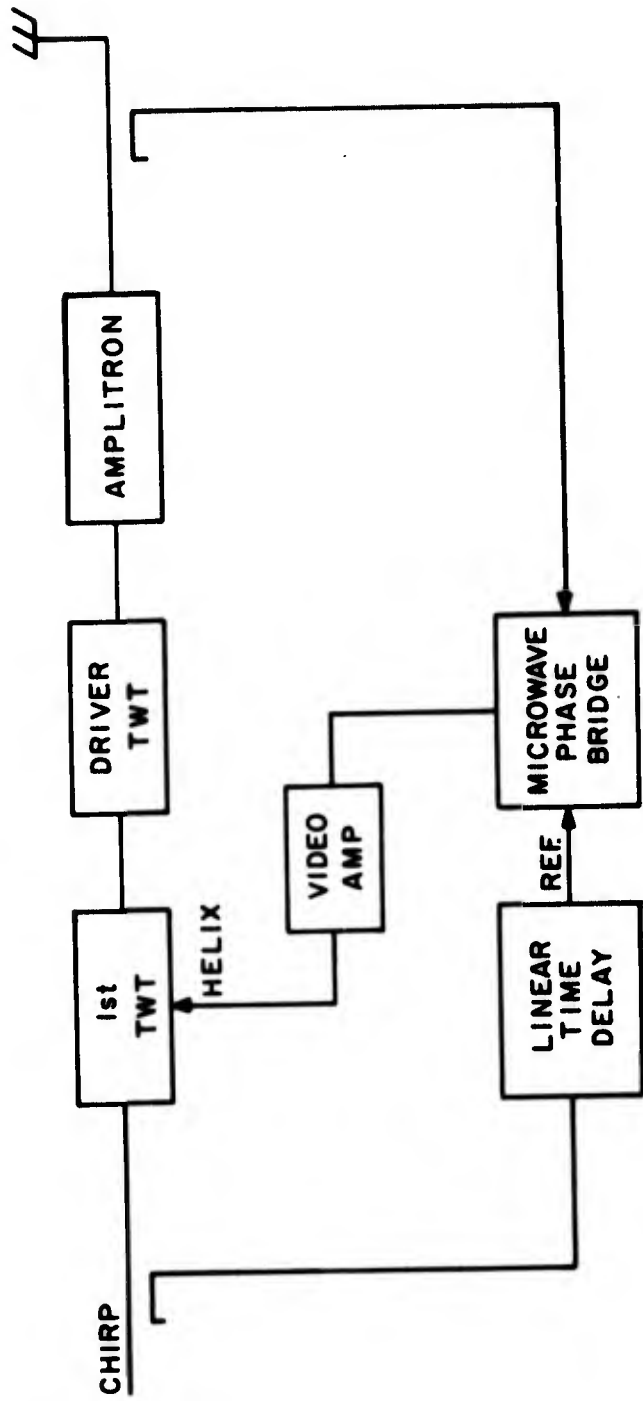 CHIRP
1st
TWT
DRIVER
TWT
AMPLITRON
HELIX
VIDEO
AMP
LINEAR
TIME
DELAY
REF.
MICROWAVE
PHASE
BRIDGE